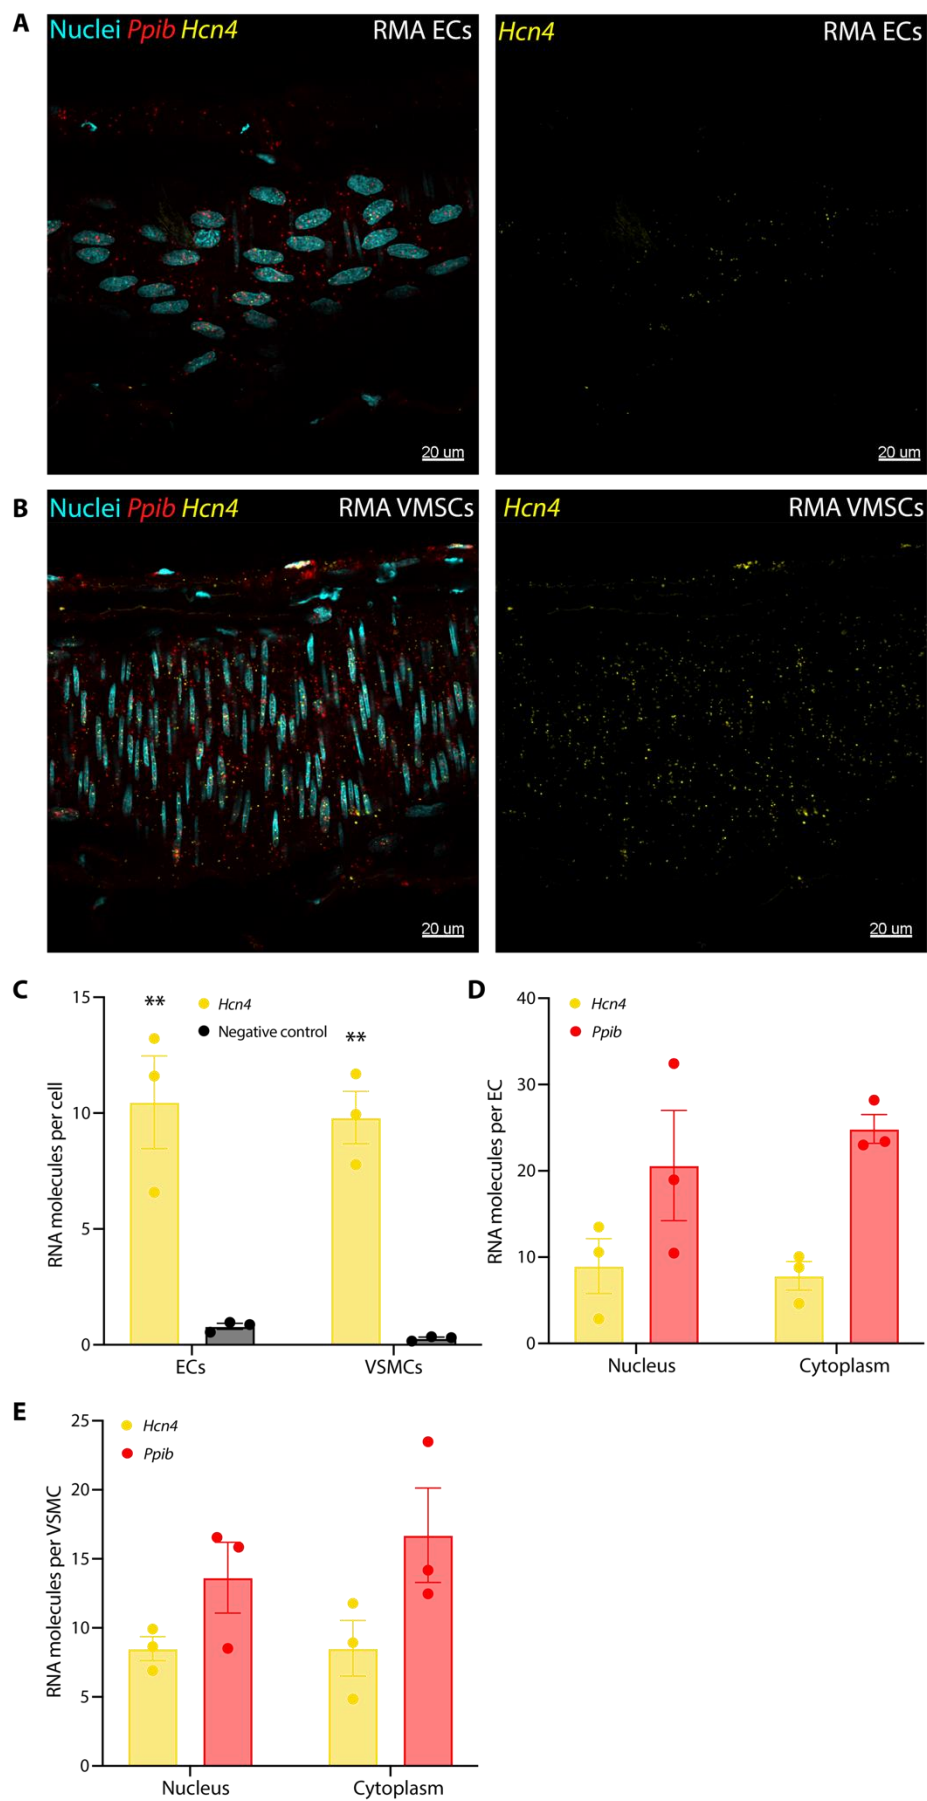 A
Nuclei Ppib Hcn4 RMA ECs
Hcn4 RMA ECs
20 um
20 um
B
Nuclei Ppib Hcn4 RMA VMSCs
Hcn4 RMA VMSCs
20 um
20 um
C
RNA molecules per cell
15
10
5
0
**
**
Hcn4
Negative control
ECs
VSMCs
D
RNA molecules per EC
40
30
20
10
0
Hcn4
Ppib
Nucleus
Cytoplasm
E
RNA molecules per VSMC
25
20
15
10
5
0
Hcn4
Ppib
Nucleus
Cytoplasm